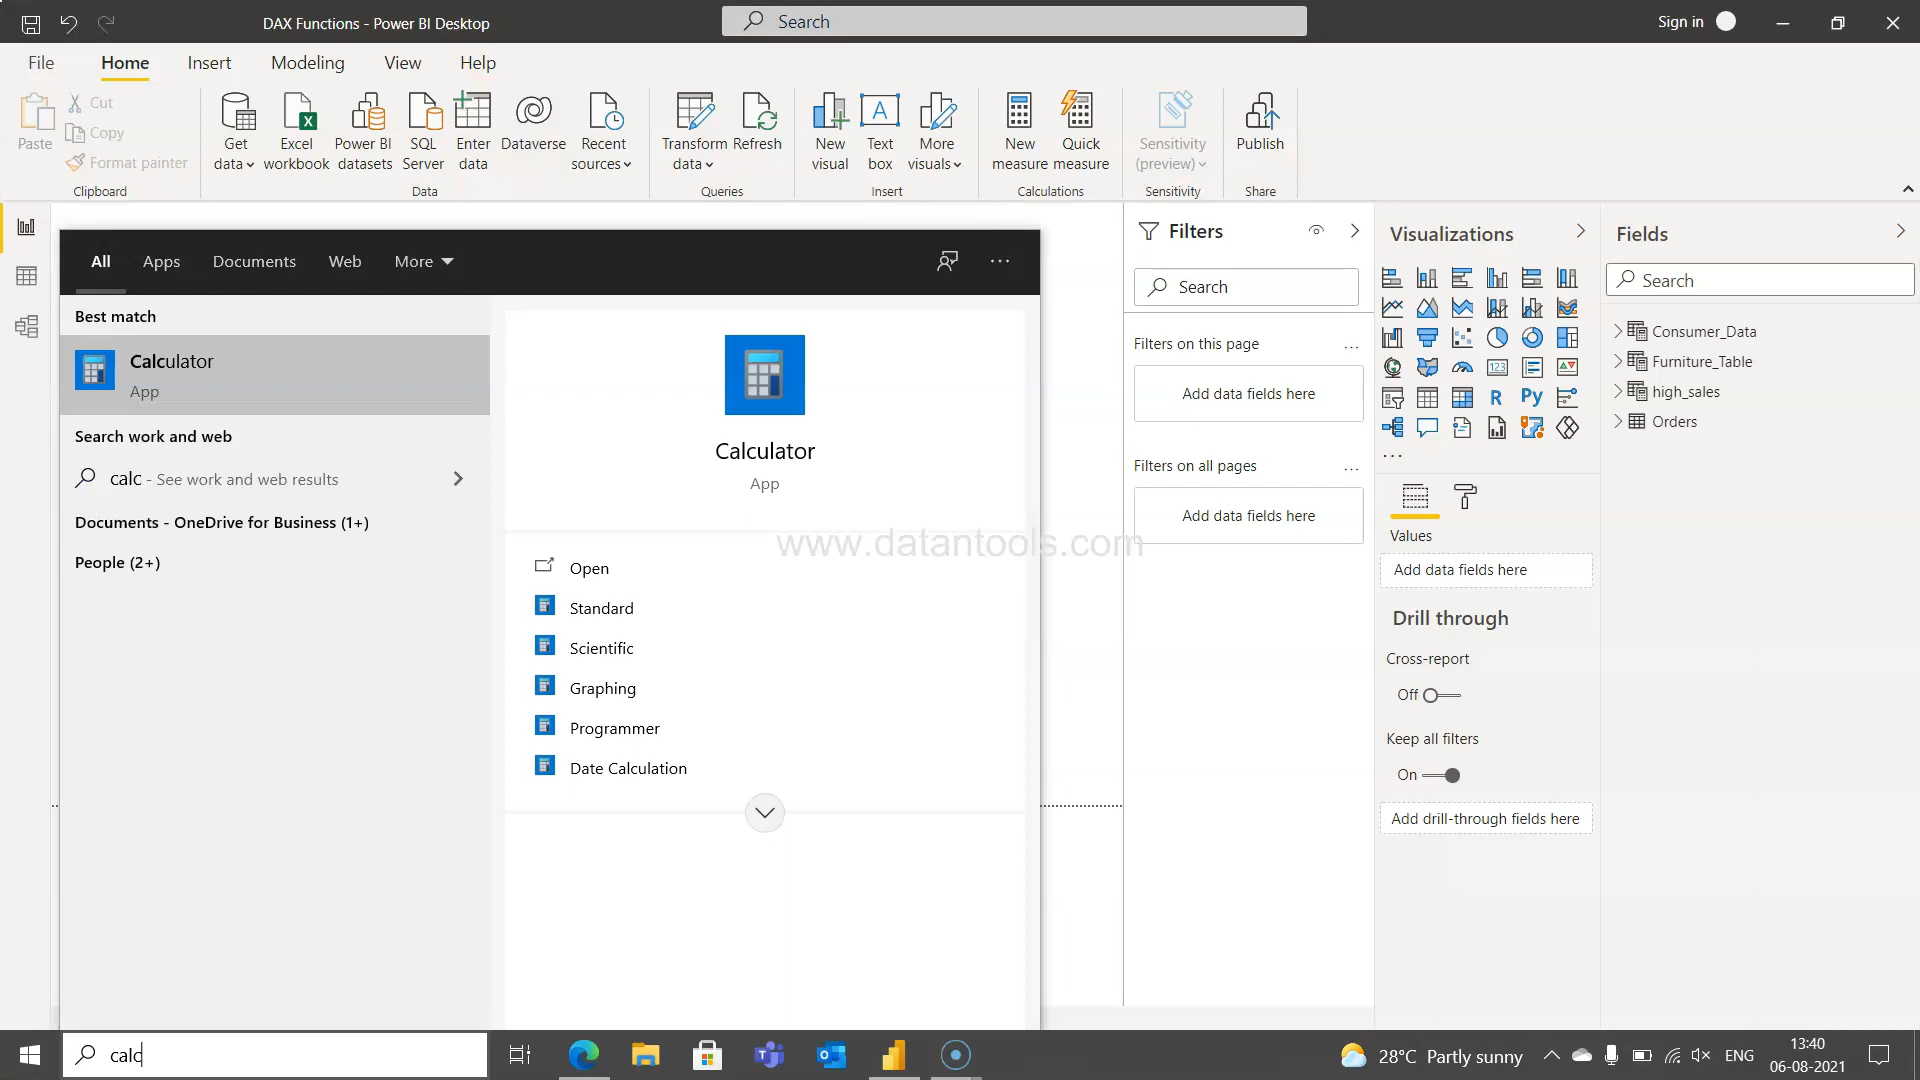 DAX Functions - Power BI Desktop
Search
Sign in
File Home Insert Modeling View Help
Paste
Cut
Copy
Format painter
Clipboard
Get data
Excel workbook
Power BI datasets
SQL Server
Enter data
Dataverse
Recent sources
Data
Transform data
Refresh
Queries
New visual
Text box
More visuals
Insert
New measure
Quick measure
Calculations
Sensitivity (preview)
Sensitivity
Publish
Share
All Apps Documents Web More
Best match
Calculator
App
Search work and web
calc - See work and web results
Documents - OneDrive for Business (1+)
People (2+)
Calculator
App
Open
Standard
Scientific
Graphing
Programmer
Date Calculation
www.datantools.com
Filters
Search
Filters on this page
Add data fields here
Filters on all pages
Add data fields here
Visualizations
R
Py
123
Values
Add data fields here
Drill through
Cross-report
Off
Keep all filters
On
Add drill-through fields here
Fields
Search
Consumer_Data
Furniture_Table
high_sales
Orders
calc
28°C Partly sunny
ENG
13:40
06-08-2021